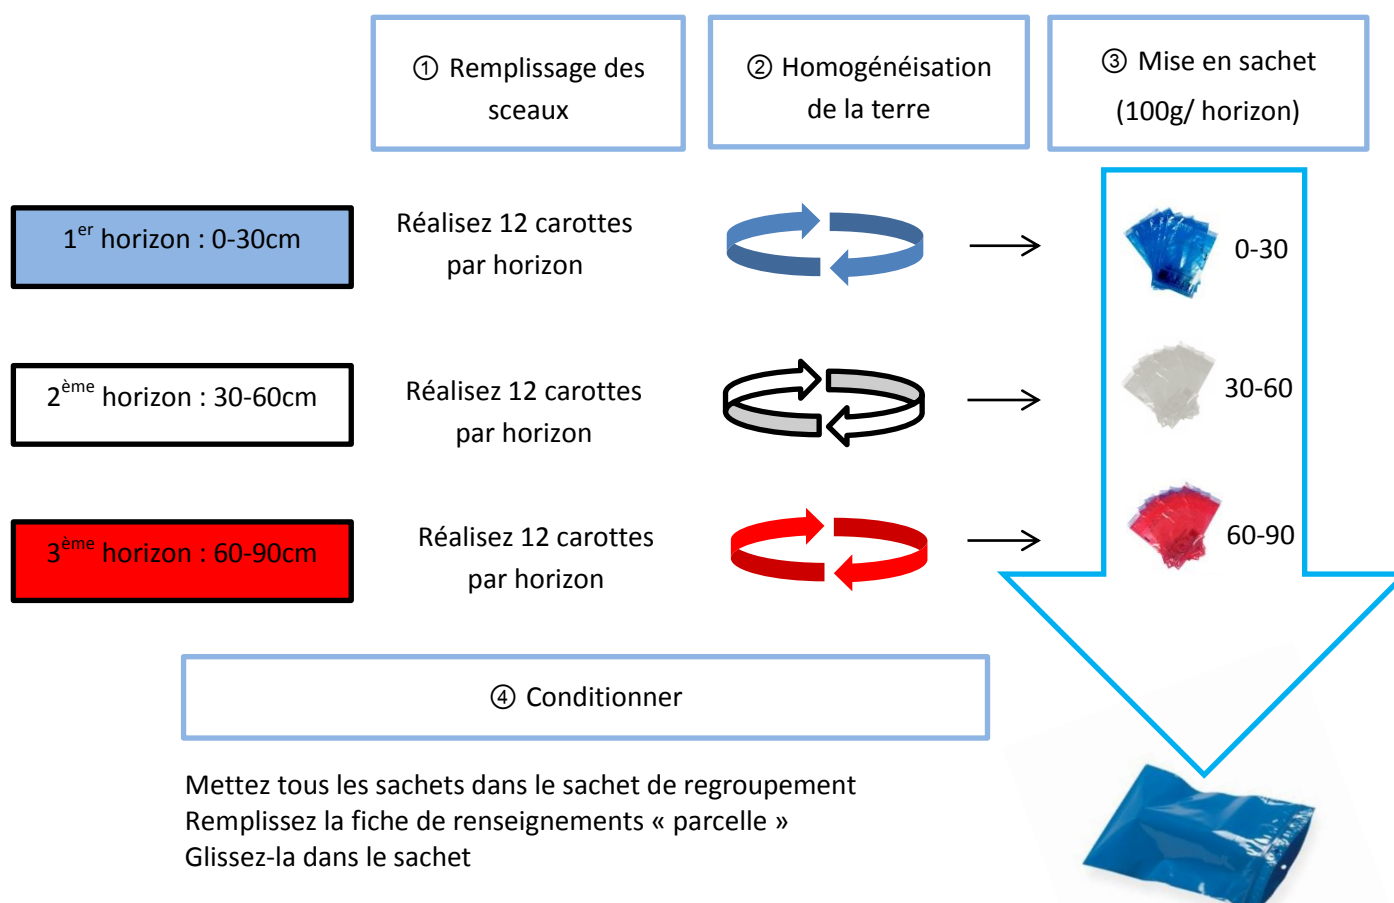 ① Remplissage des
sceaux
② Homogénéisation
de la terre
③ Mise en sachet
(100g/ horizon)
1er horizon : 0-30cm
Réalisez 12 carottes
par horizon
0-30
2ème horizon : 30-60cm
Réalisez 12 carottes
par horizon
30-60
3ème horizon : 60-90cm
Réalisez 12 carottes
par horizon
60-90
④ Conditionner
Mettez tous les sachets dans le sachet de regroupement
Remplissez la fiche de renseignements « parcelle »
Glissez-la dans le sachet